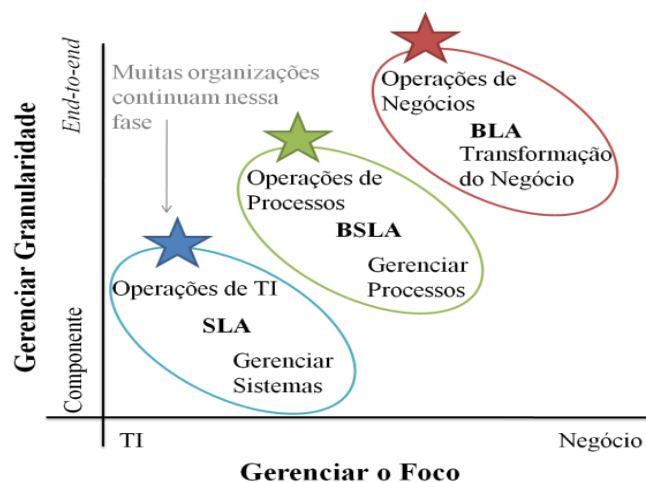 Gerenciar Granularidade
End-to-end
Componente
Muitas organizações
continuam nessa
fase
Operações de
Negócios
BLA
Transformação
do Negócio
Operações de
Processos
BSLA
Gerenciar
Processos
Operações de TI
SLA
Gerenciar
Sistemas
TI
Negócio
Gerenciar o Foco